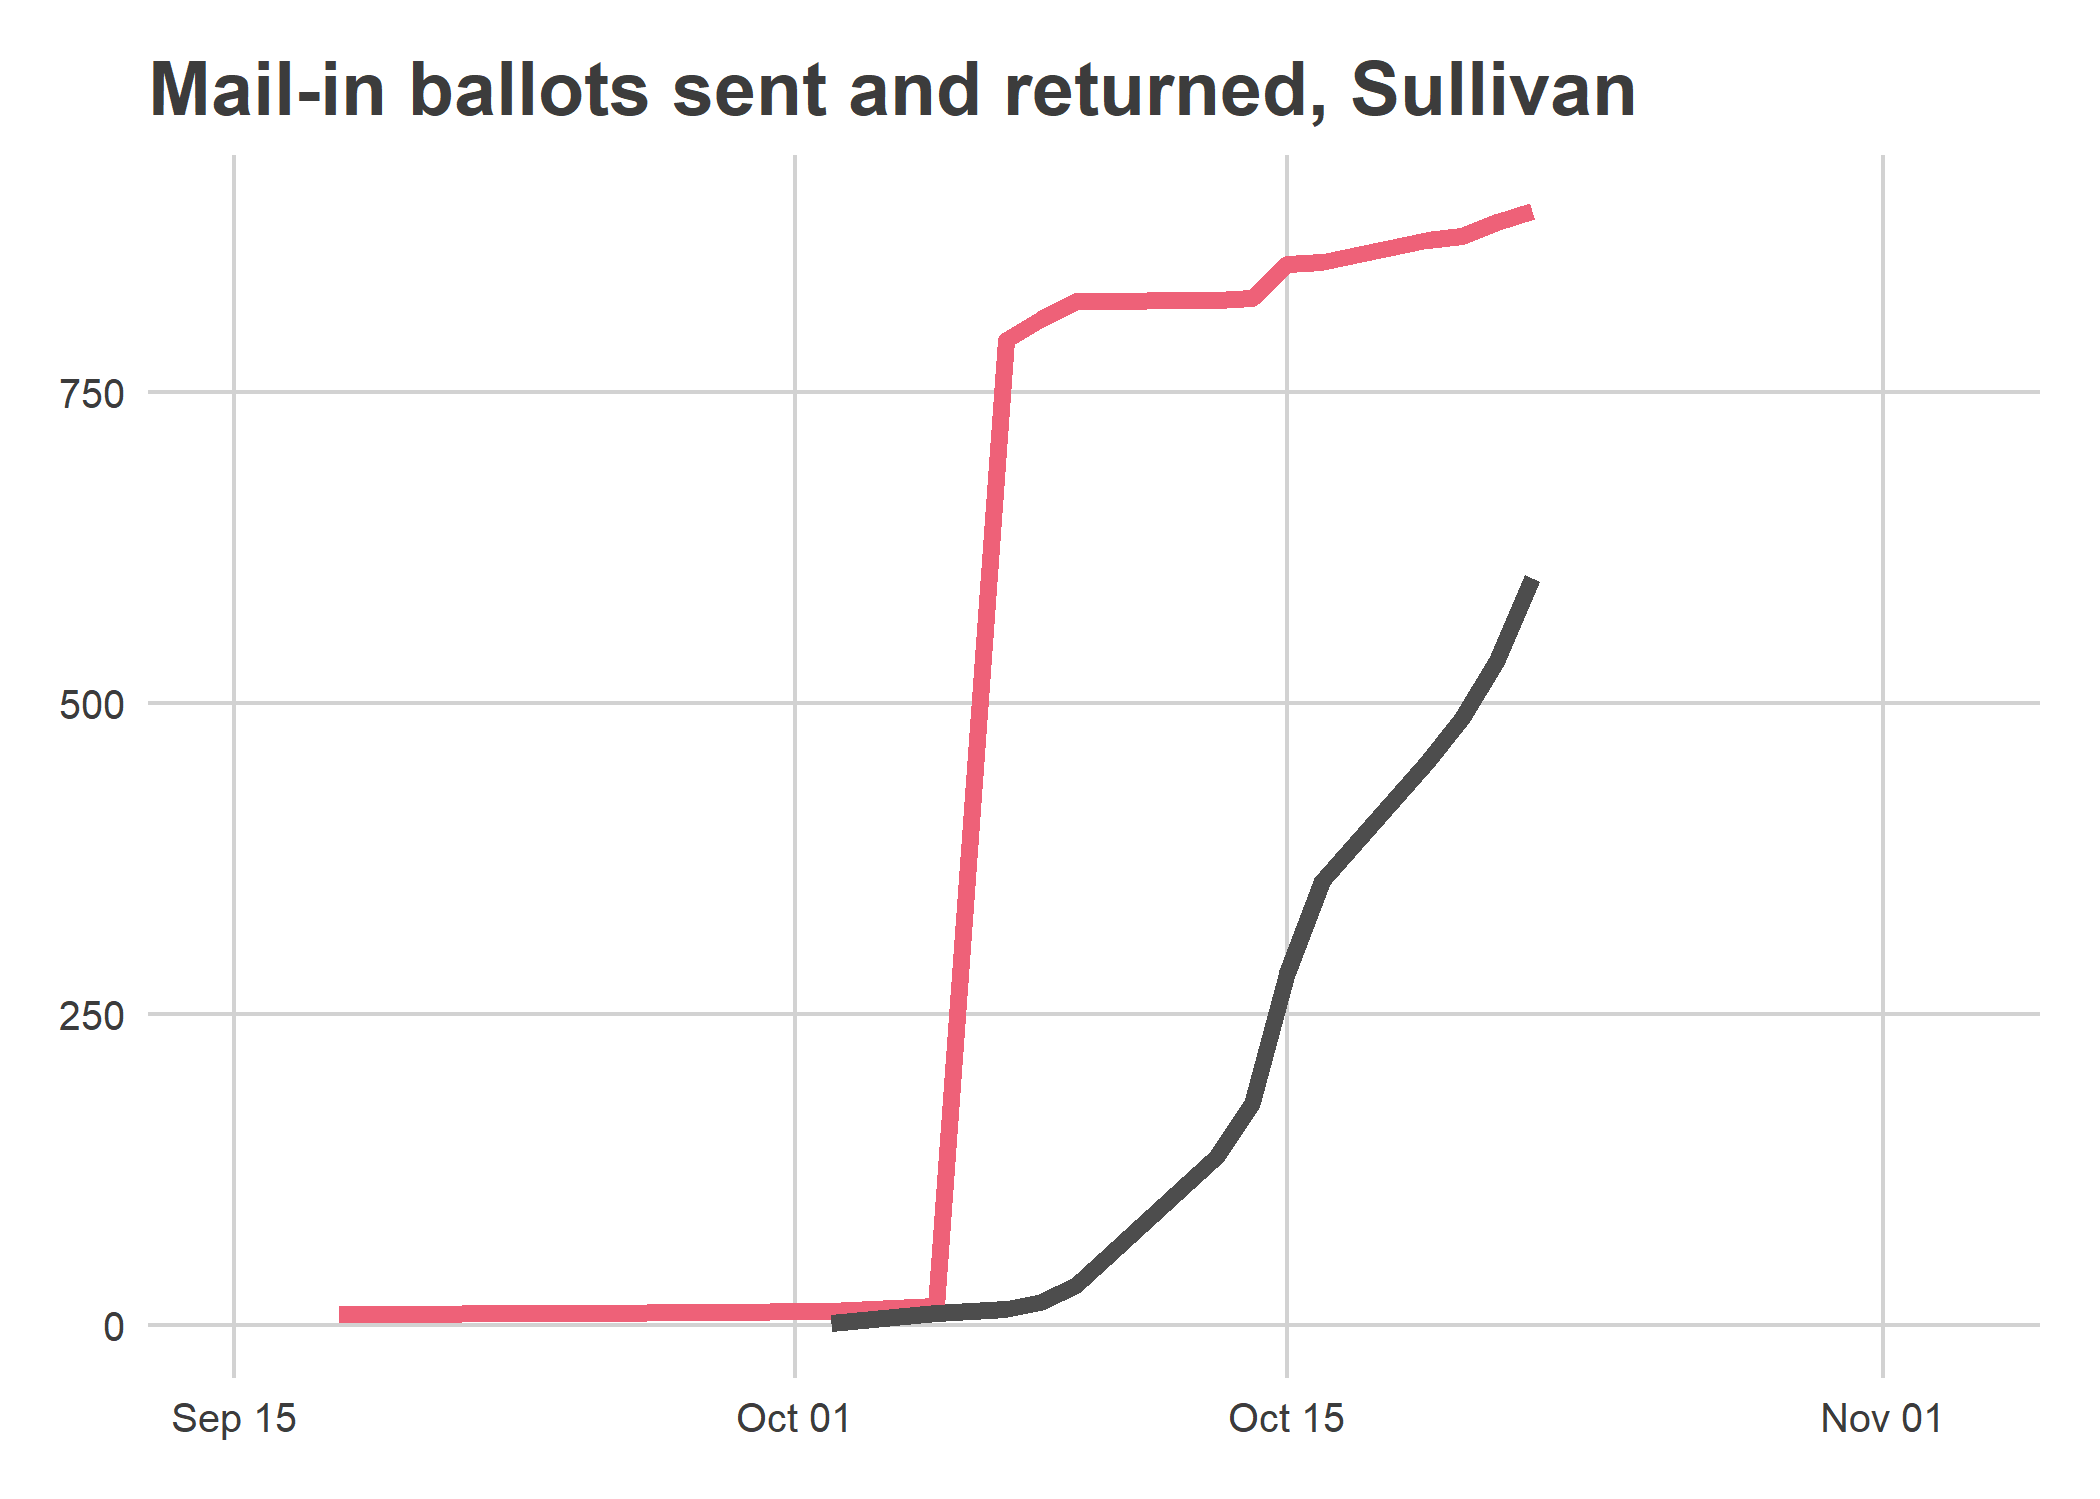 Mail-in ballots sent and returned, Sullivan
750
500
250
0
Sep 15
Oct 01
Oct 15
Nov 01